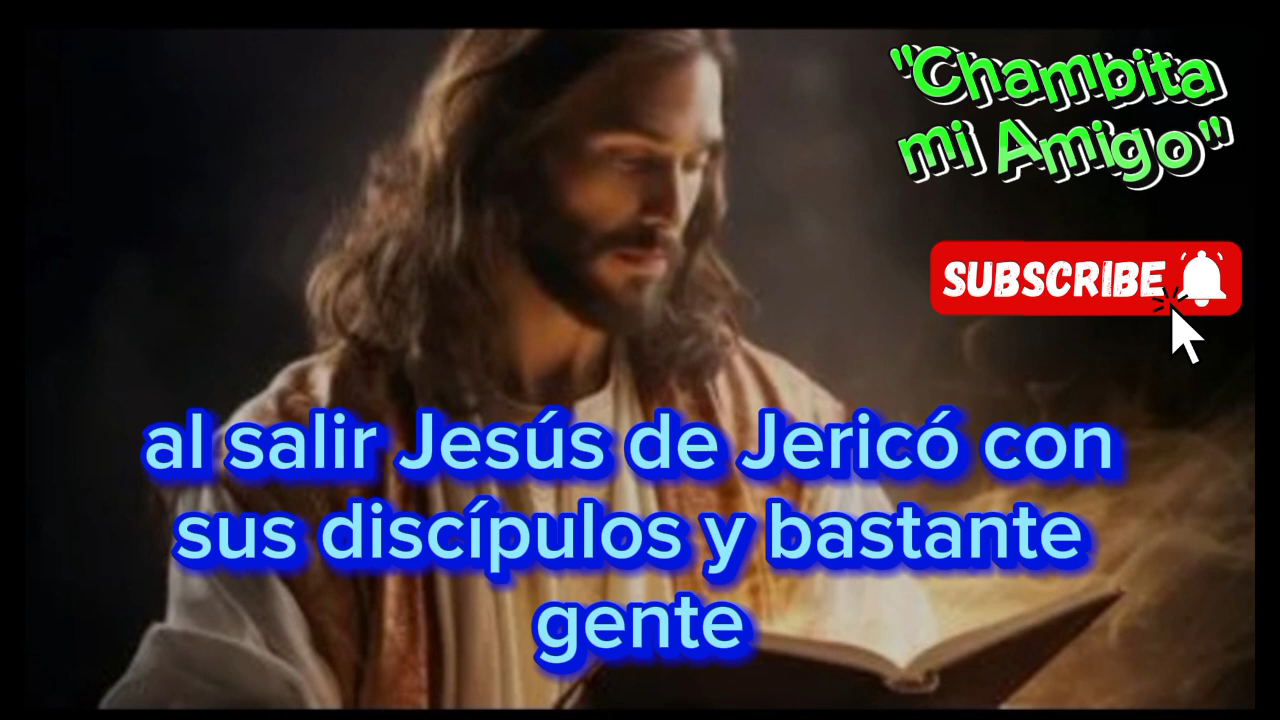 "Chambita
mi Amigo"
SUBSCRIBE
al salir Jesús de Jericó con
sus discípulos y bastante
gente